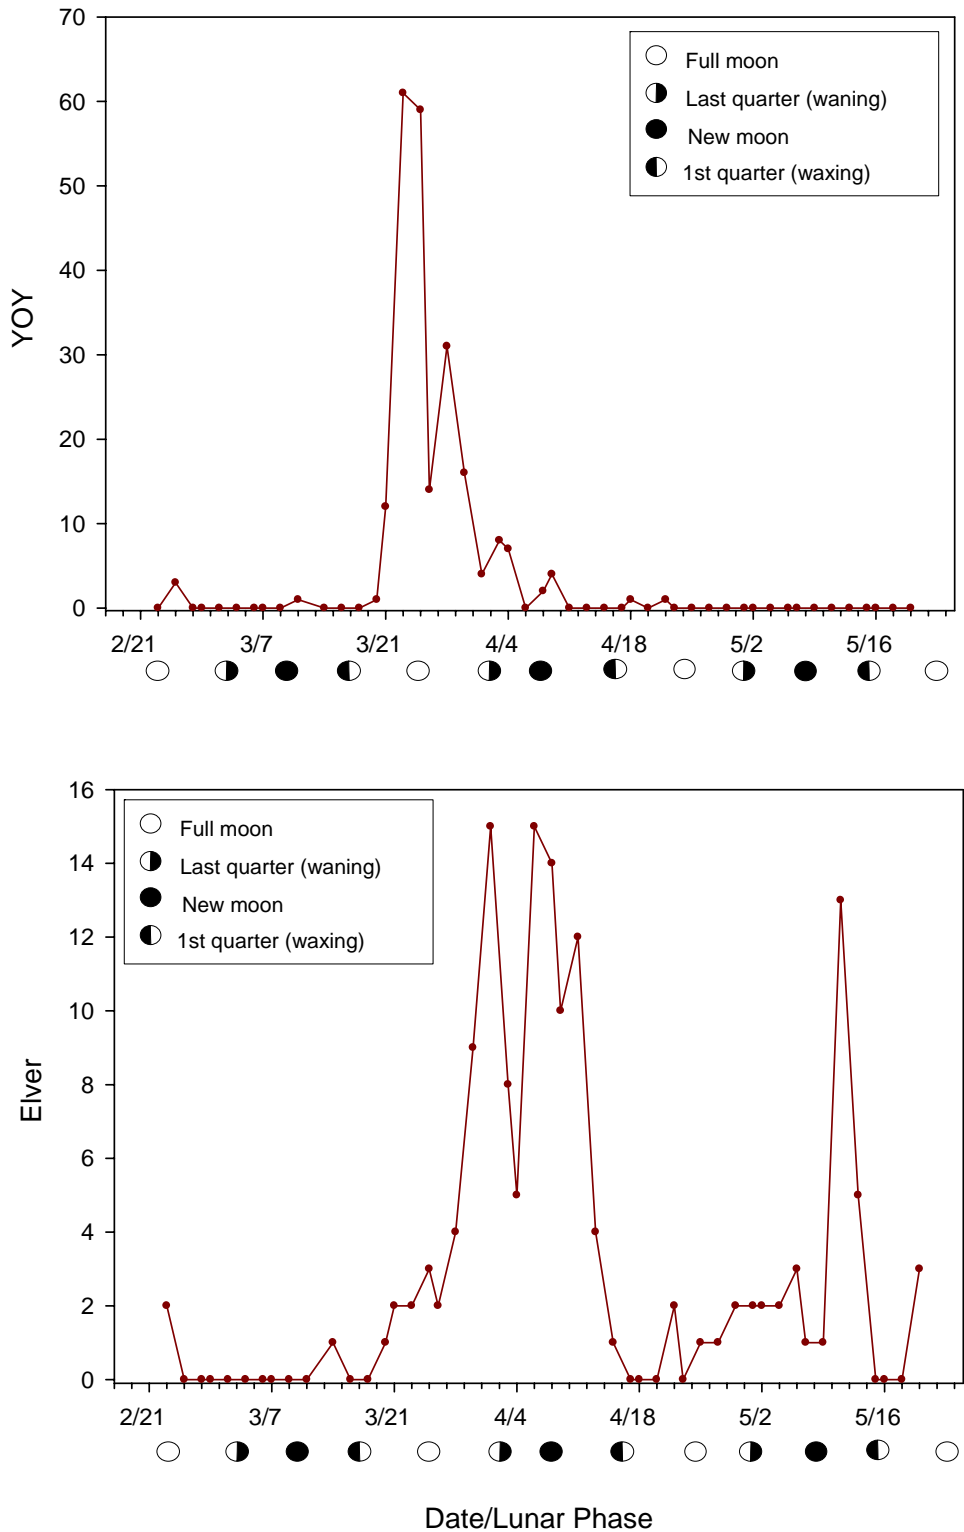 70
60
50
40
30
20
10
0
YOY
Full moon
Last quarter (waning)
New moon
1st quarter (waxing)
2/21 3/7 3/21 4/4 4/18 5/2 5/16
16
14
12
10
8
6
4
2
0
Elver
Full moon
Last quarter (waning)
New moon
1st quarter (waxing)
2/21 3/7 3/21 4/4 4/18 5/2 5/16
Date/Lunar Phase